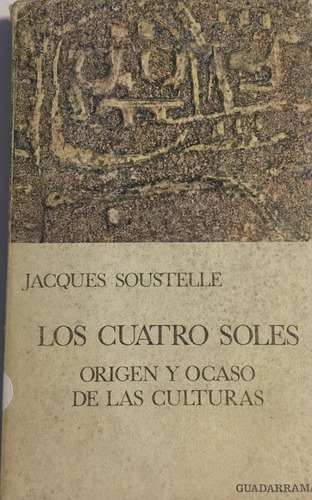 JACQUES SOUSTELLE
LOS CUATRO SOLES
ORIGEN Y OCASO
DE LAS CULTURAS
GUADARRAMA